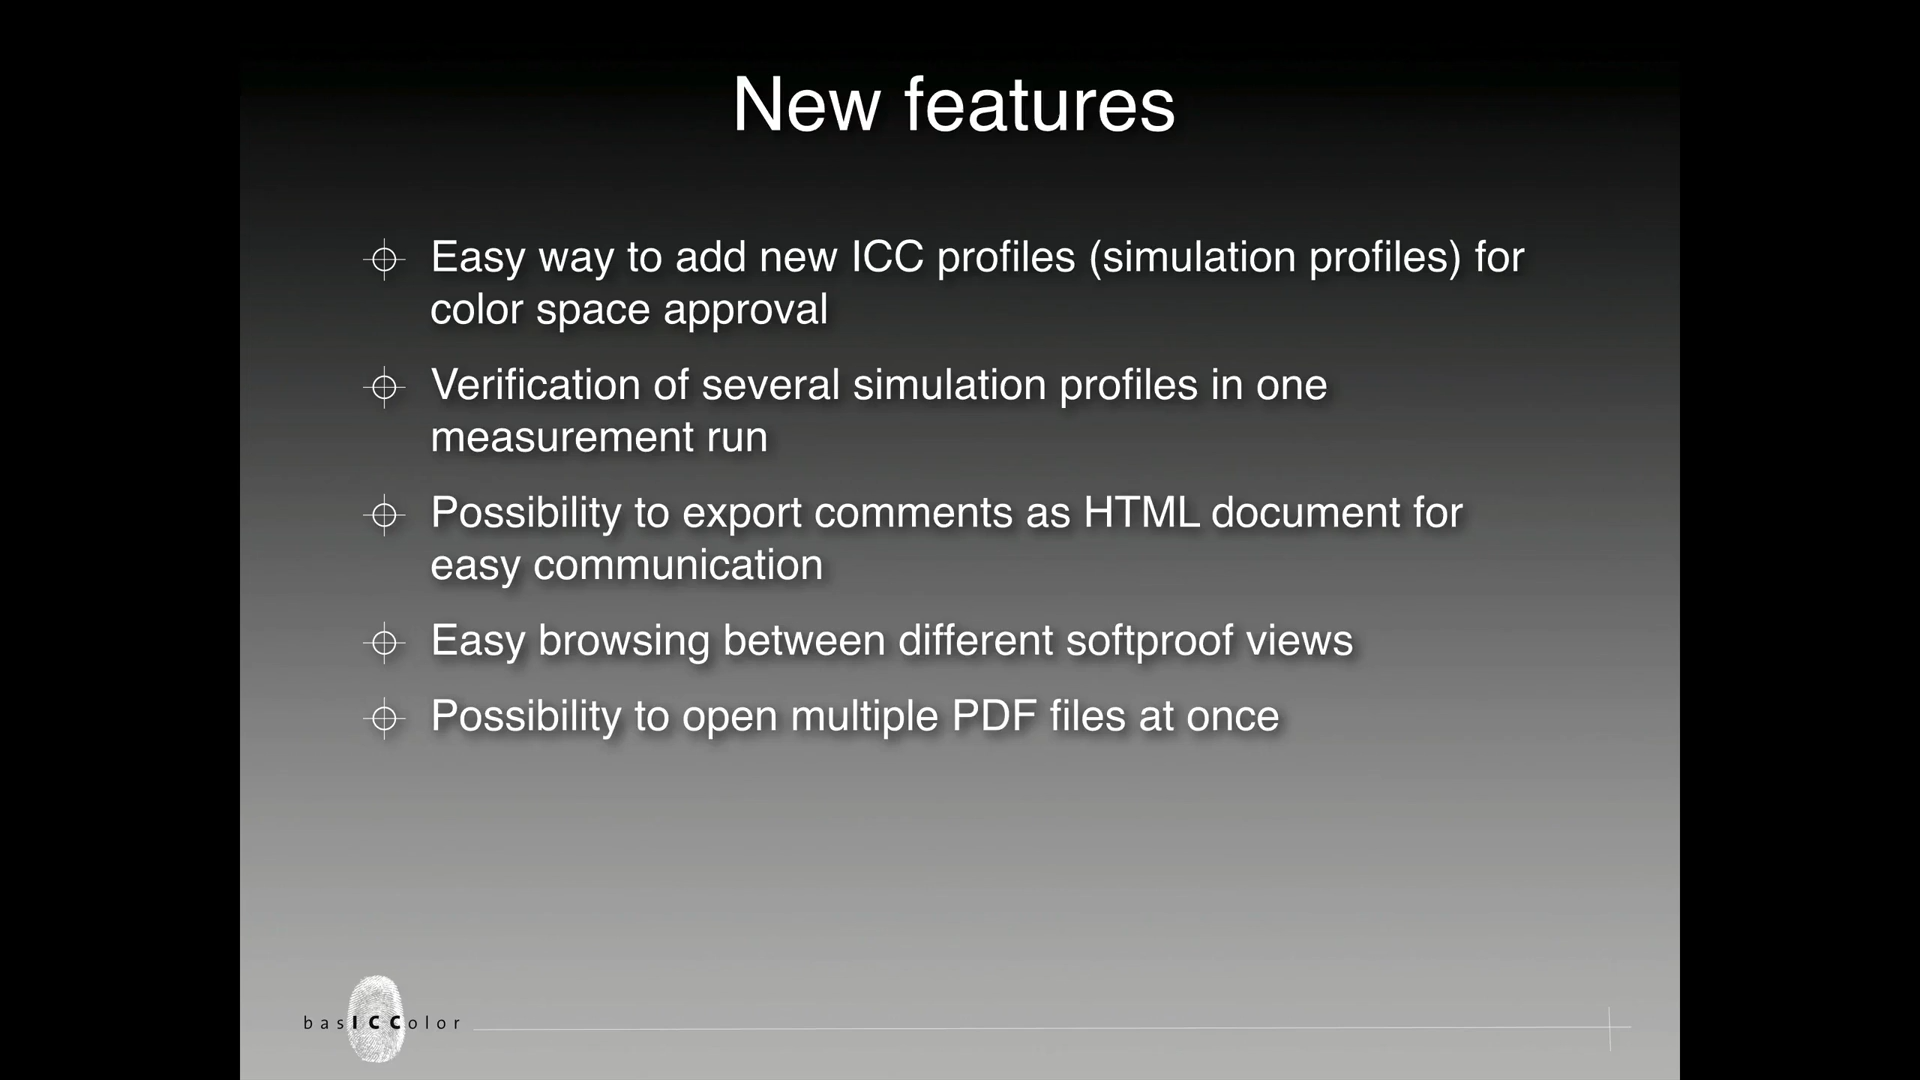 New features
Easy way to add new ICC profiles (simulation profiles) for
color space approval
Verification of several simulation profiles in one
measurement run
Possibility to export comments as HTML document for
easy communication
Easy browsing between different softproof views
Possibility to open multiple PDF files at once
basICColor